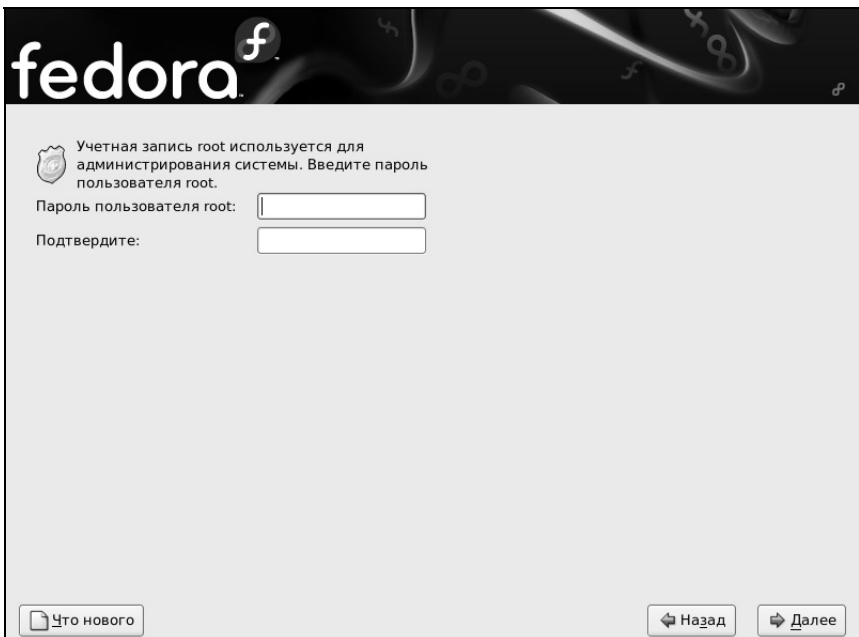 fedora
Учетная запись root используется для
администрирования системы. Введите пароль
пользователя root.
Пароль пользователя root:
Подтвердите:
Что нового
Назад
Далее